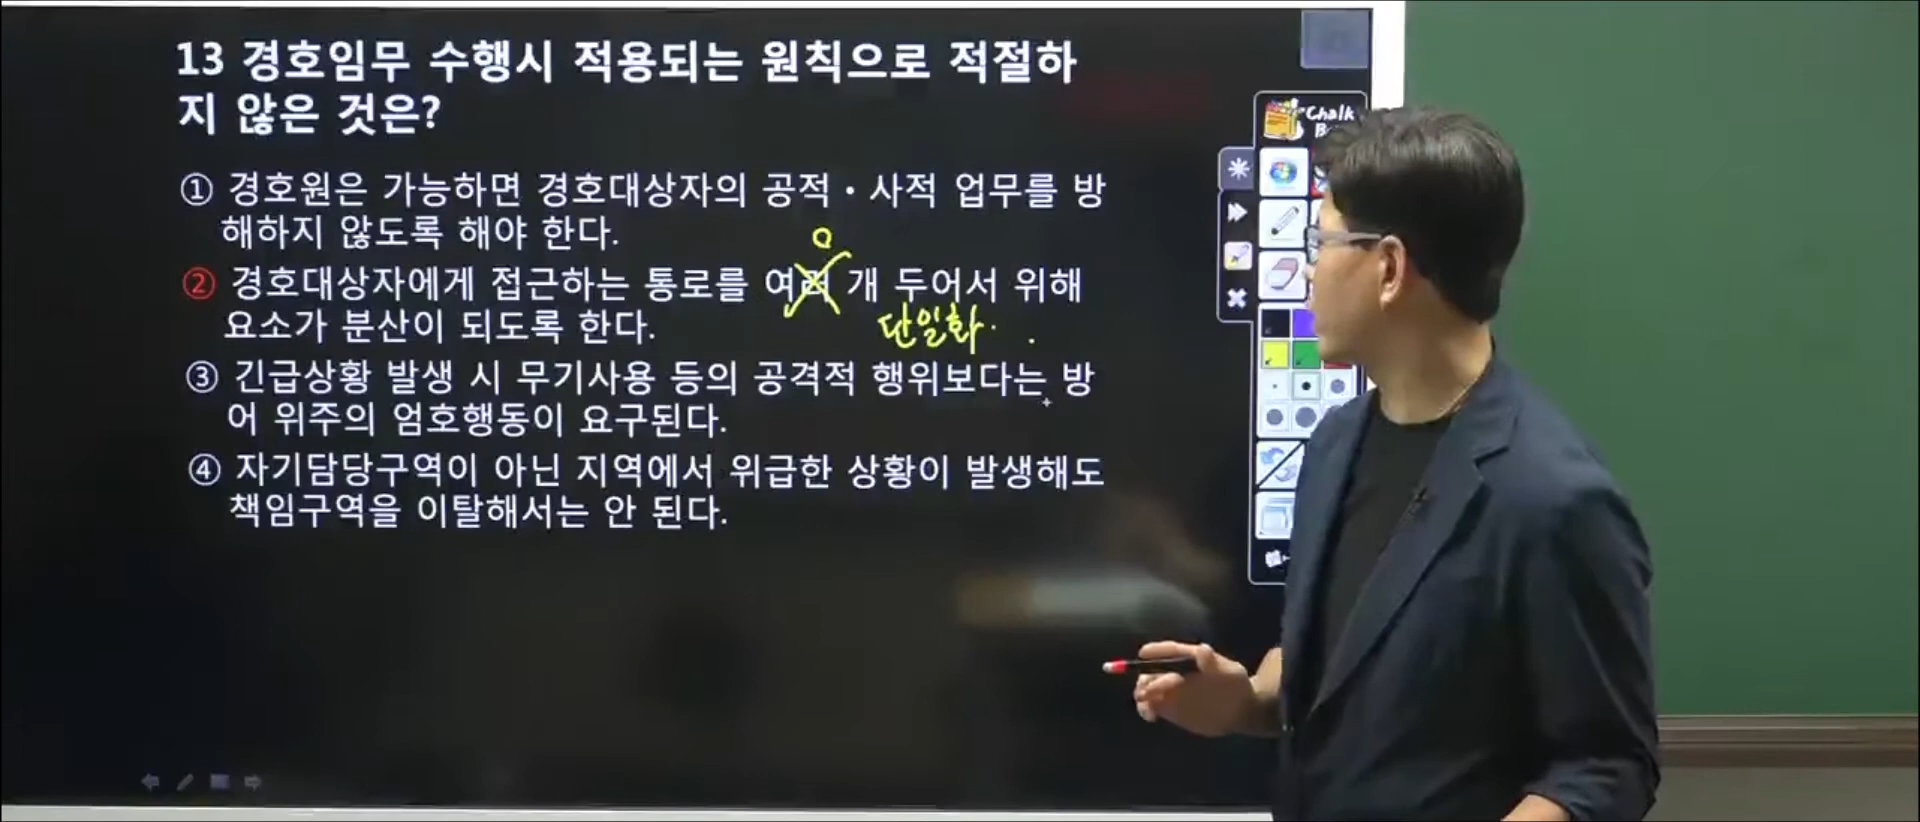 13 경호임무 수행시 적용되는 원칙으로 적절하
지 않은 것은?
① 경호원은 가능하면 경호대상자의 공적·사적 업무를 방
해하지 않도록 해야 한다.
② 경호대상자에게 접근하는 통로를 여러 개 두어서 위해
요소가 분산이 되도록 한다.
단일화
③ 긴급상황 발생 시 무기사용 등의 공격적 행위보다는 방
어 위주의 엄호행동이 요구된다.
④ 자기담당구역이 아닌 지역에서 위급한 상황이 발생해도
책임구역을 이탈해서는 안 된다.
Chalk